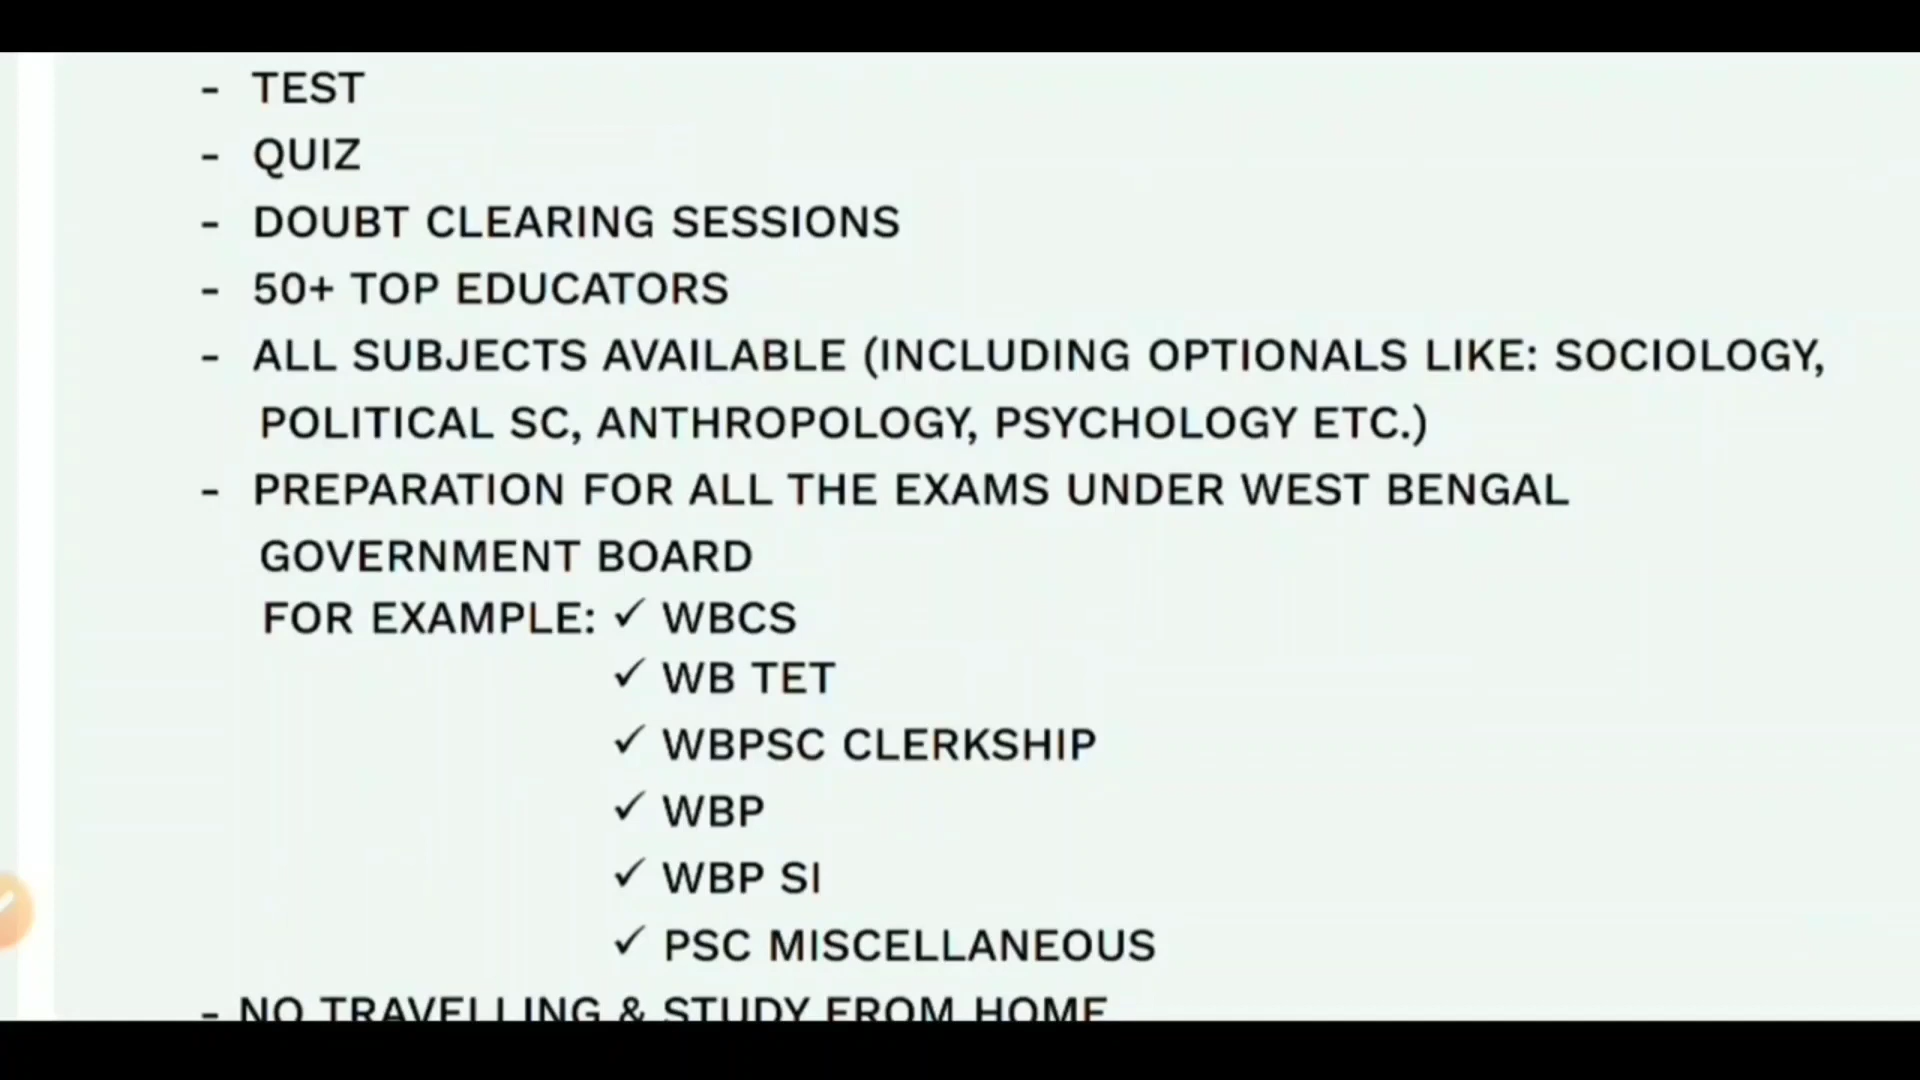 - TEST
- QUIZ
- DOUBT CLEARING SESSIONS
- 50+ TOP EDUCATORS
- ALL SUBJECTS AVAILABLE (INCLUDING OPTIONALS LIKE: SOCIOLOGY,
POLITICAL SC, ANTHROPOLOGY, PSYCHOLOGY ETC.)
- PREPARATION FOR ALL THE EXAMS UNDER WEST BENGAL
GOVERNMENT BOARD
FOR EXAMPLE: ✓ WBCS
✓ WB TET
✓ WBPSC CLERKSHIP
✓ WBP
✓ WBP SI
✓ PSC MISCELLANEOUS
- NO TRAVELLING & STUDY FROM HOME